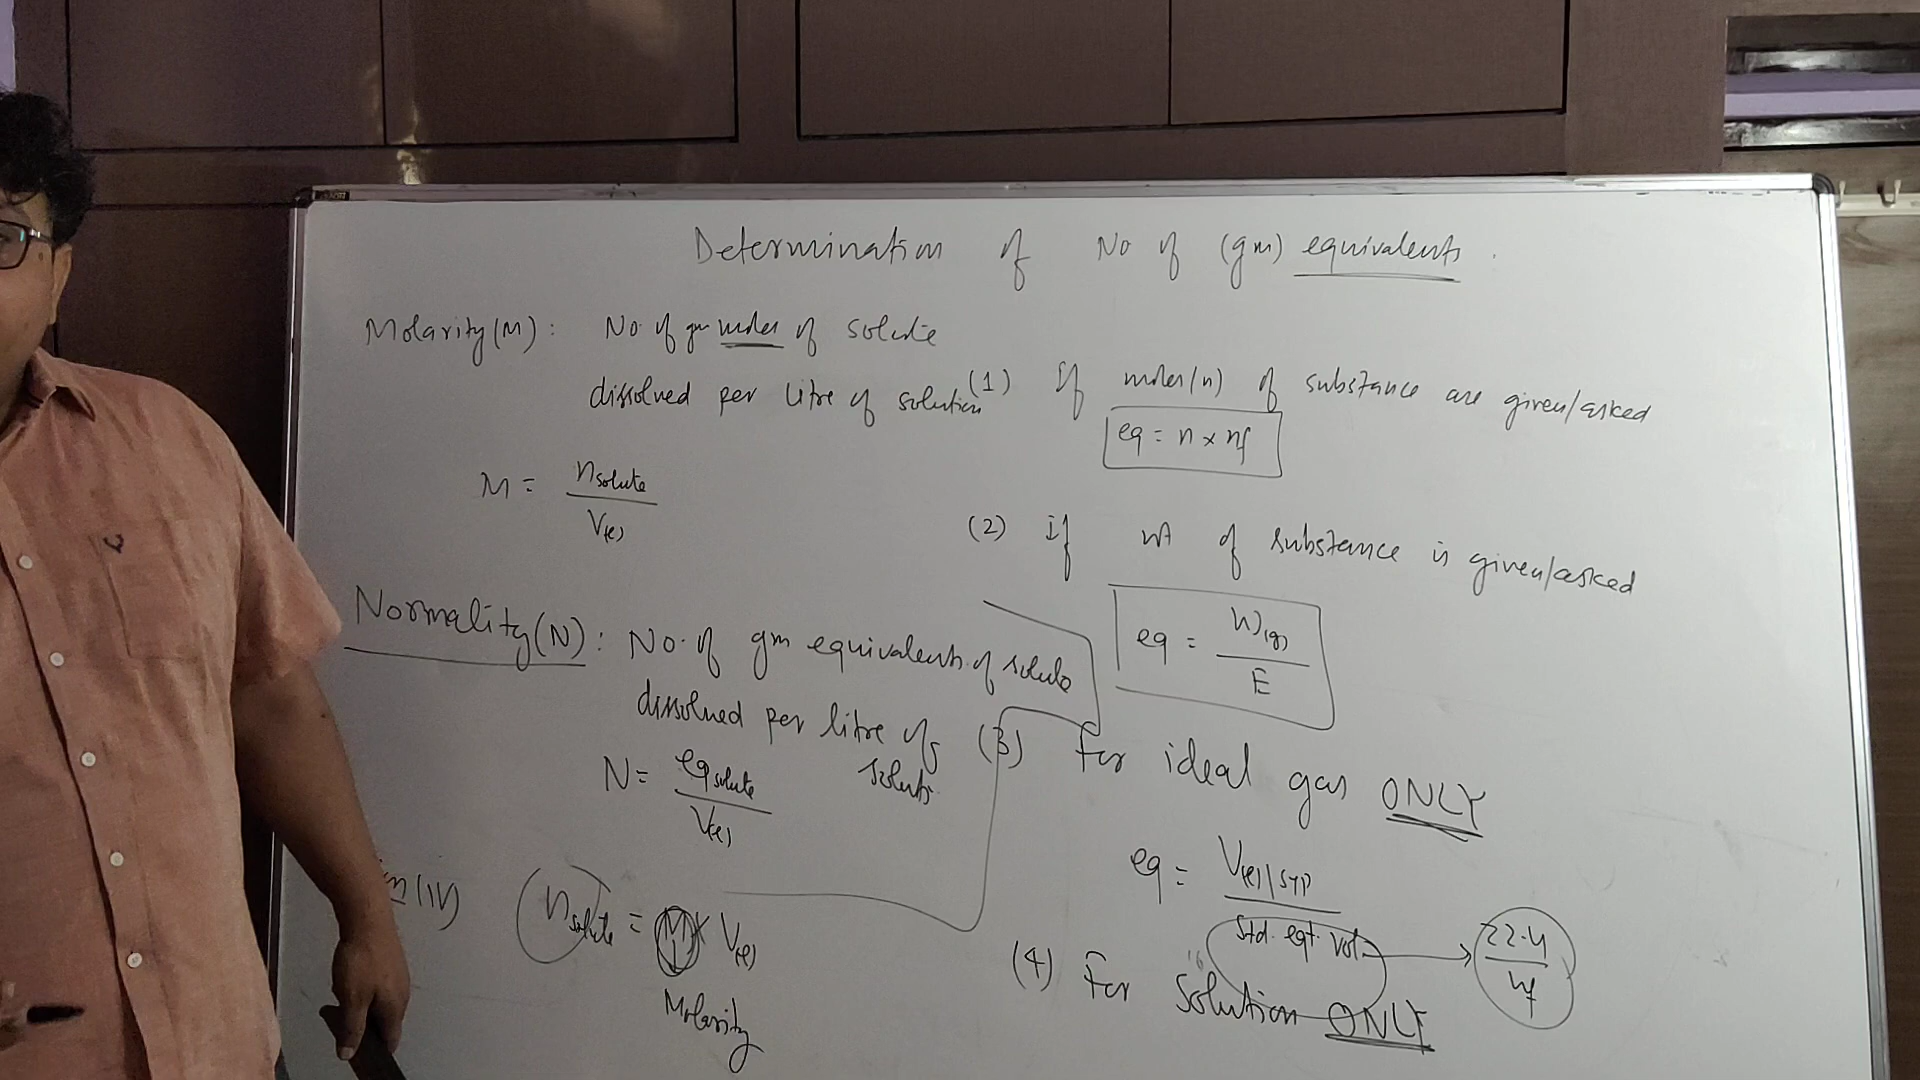 Determination of No of (gm) equivalents.
Molarity(M): No. of gm moles of solute
dissolved per litre of solution
M = nsolute / V(l)
Normality(N): No. of gm equivalents of solute
dissolved per litre of
soluti
N = eqsolute / V(l)
nsolute = M x V(l)
Molarity
(1) If moles(n) of substance are given/asked
eq = n x nf
(2) If wt of substance is given/asked
eq = W(g) / E
(3) For ideal gas ONLY
eq = V(l)|STP / Std. eqt. vol. → 22.4 / nf
(4) For Solution ONLY